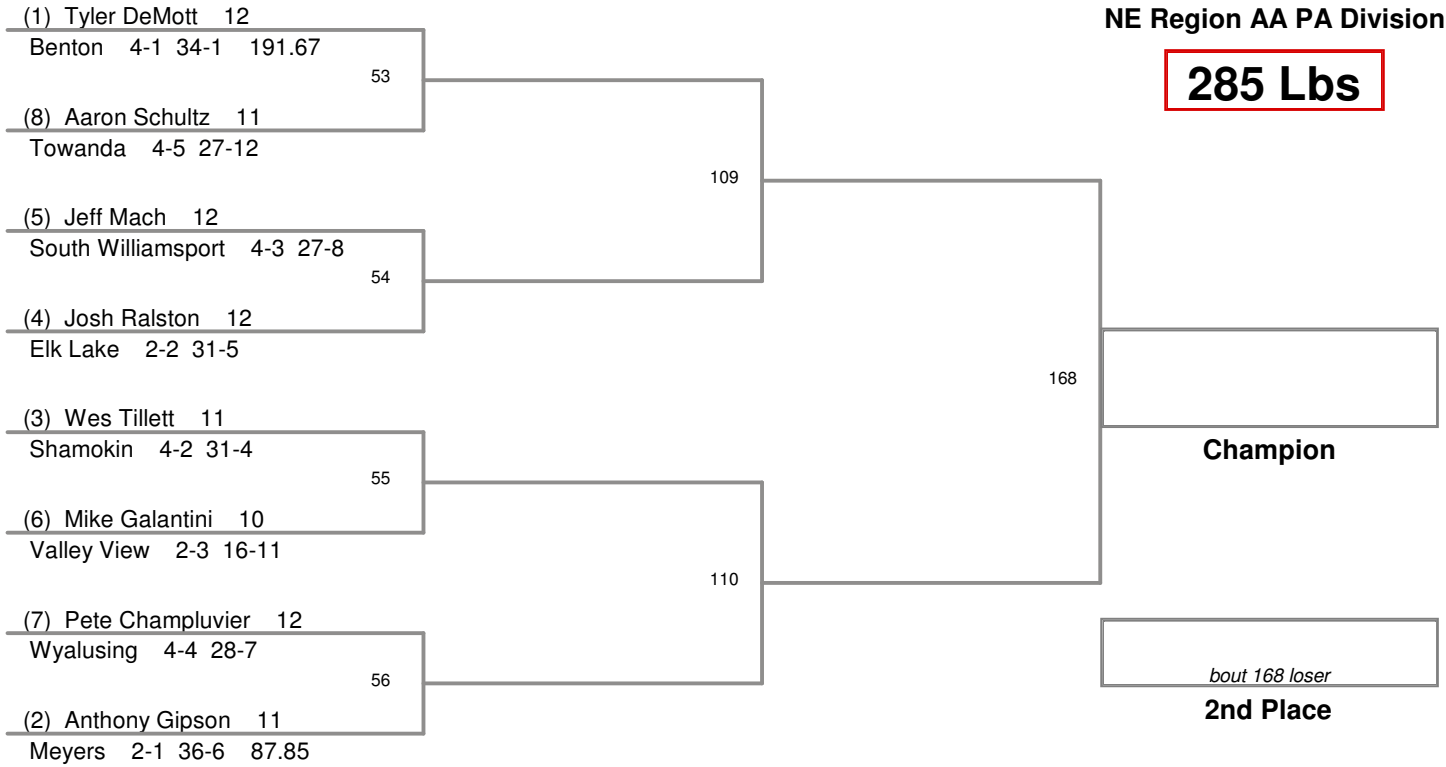 NE Region AA PA Division
285 Lbs
(1) Tyler DeMott 12
Benton 4-1 34-1 191.67
53
(8) Aaron Schultz 11
Towanda 4-5 27-12
109
(5) Jeff Mach 12
South Williamsport 4-3 27-8
54
(4) Josh Ralston 12
Elk Lake 2-2 31-5
168
(3) Wes Tillett 11
Shamokin 4-2 31-4
Champion
55
(6) Mike Galantini 10
Valley View 2-3 16-11
110
(7) Pete Champluvier 12
Wyalusing 4-4 28-7
56
bout 168 loser
2nd Place
(2) Anthony Gipson 11
Meyers 2-1 36-6 87.85